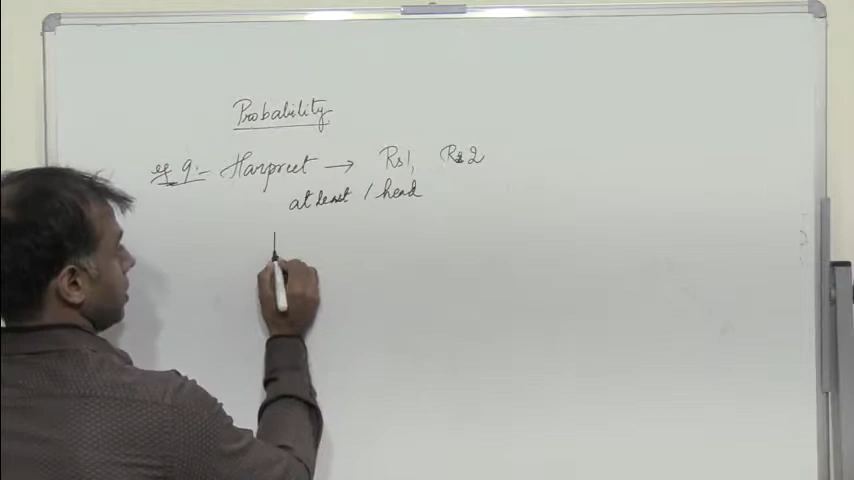 Probability
eg 9:- Harpreet → Rs1, Rs2
at least 1 head